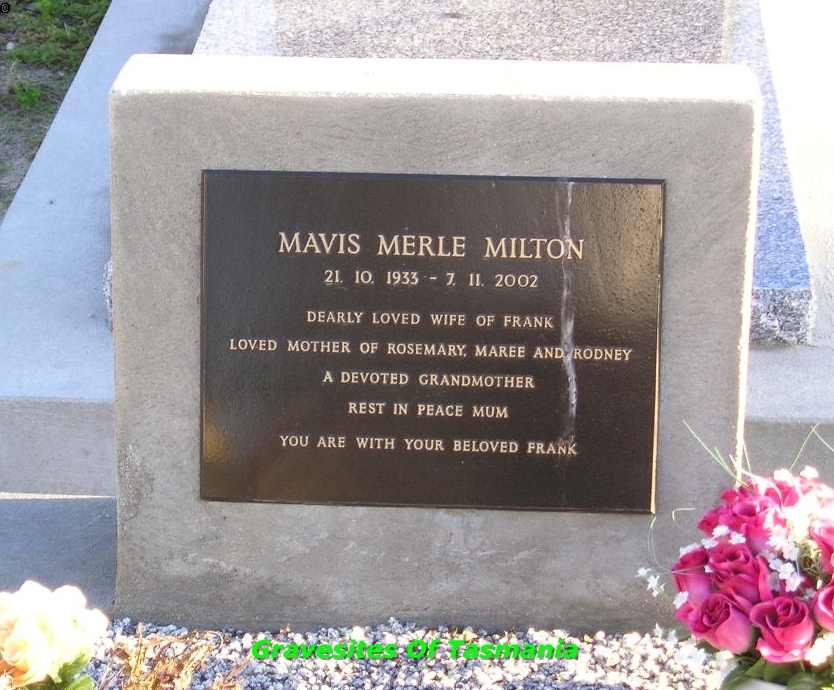 MAVIS MERLE MILTON
21. 10. 1933 - 7. 11. 2002
DEARLY LOVED WIFE OF FRANK
LOVED MOTHER OF ROSEMARY, MAREE AND RODNEY
A DEVOTED GRANDMOTHER
REST IN PEACE MUM
YOU ARE WITH YOUR BELOVED FRANK
Gravesites Of Tasmania